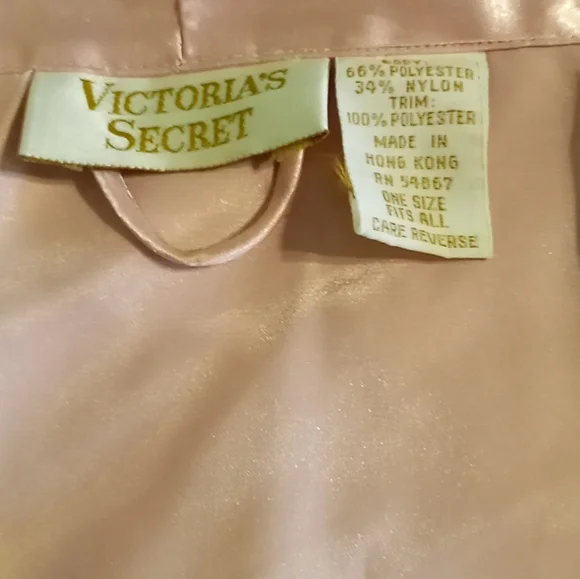 VICTORIA'S
SECRET
BODY:
66% POLYESTER
34% NYLON
TRIM:
100% POLYESTER
MADE IN
HONG KONG
RN 54867
ONE SIZE
FITS ALL
CARE REVERSE